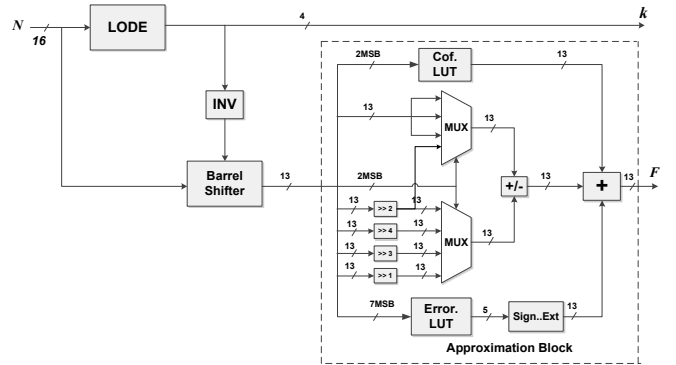 N
16
LODE
4
k
INV
Barrel
Shifter
13
2MSB
Cof.
LUT
13
13
MUX
13
2MSB
+/-
13
+
13
F
13
>> 2
13
13
>> 4
13
MUX
13
13
>> 3
13
13
>> 1
13
7MSB
Error.
LUT
5
Sign..Ext
13
Approximation Block